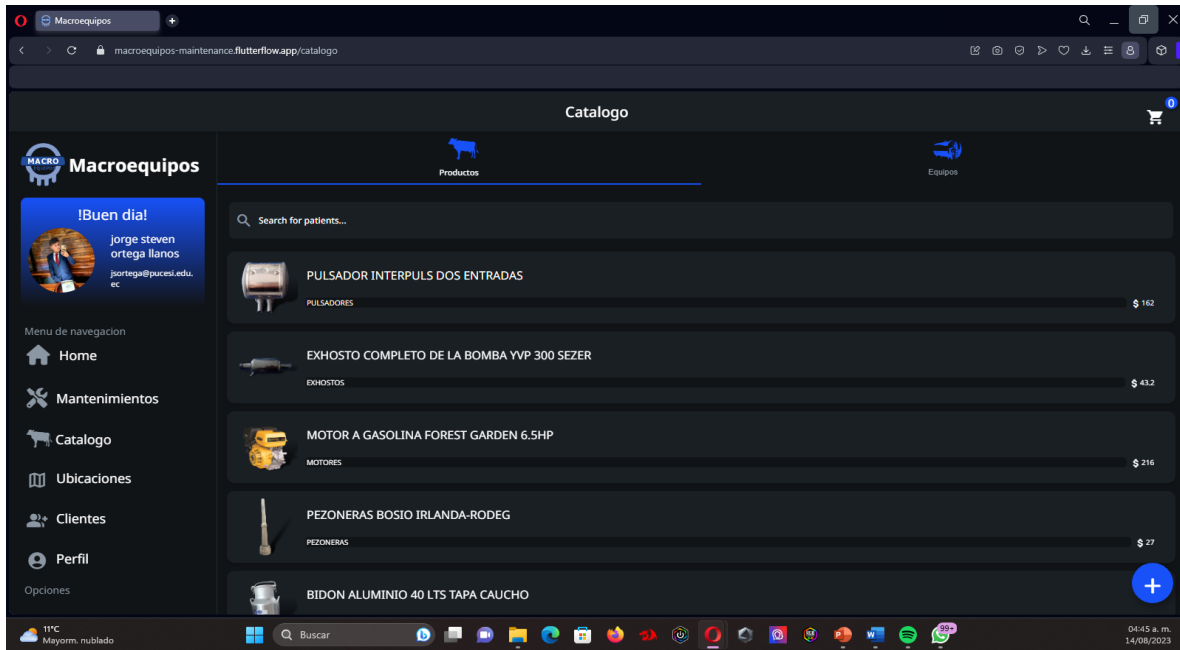 Macroequipos
macroequipos-maintenance.flutterflow.app/catalogo
Catalogo
0
MACRO
Macroequipos
Productos
Equipos
!Buen dia!
jorge steven
ortega llanos
jsortega@pucesi.edu.
ec
Search for patients...
PULSADOR INTERPULS DOS ENTRADAS
PULSADORES
$ 162
EXHOSTO COMPLETO DE LA BOMBA YVP 300 SEZER
EXHOSTOS
$ 43.2
MOTOR A GASOLINA FOREST GARDEN 6.5HP
MOTORES
$ 216
PEZONERAS BOSIO IRLANDA-RODEG
PEZONERAS
$ 27
BIDON ALUMINIO 40 LTS TAPA CAUCHO
Menu de navegacion
Home
Mantenimientos
Catalogo
Ubicaciones
Clientes
Perfil
Opciones
11°C
Mayorm. nublado
Buscar
99+
04:45 a. m.
14/08/2023